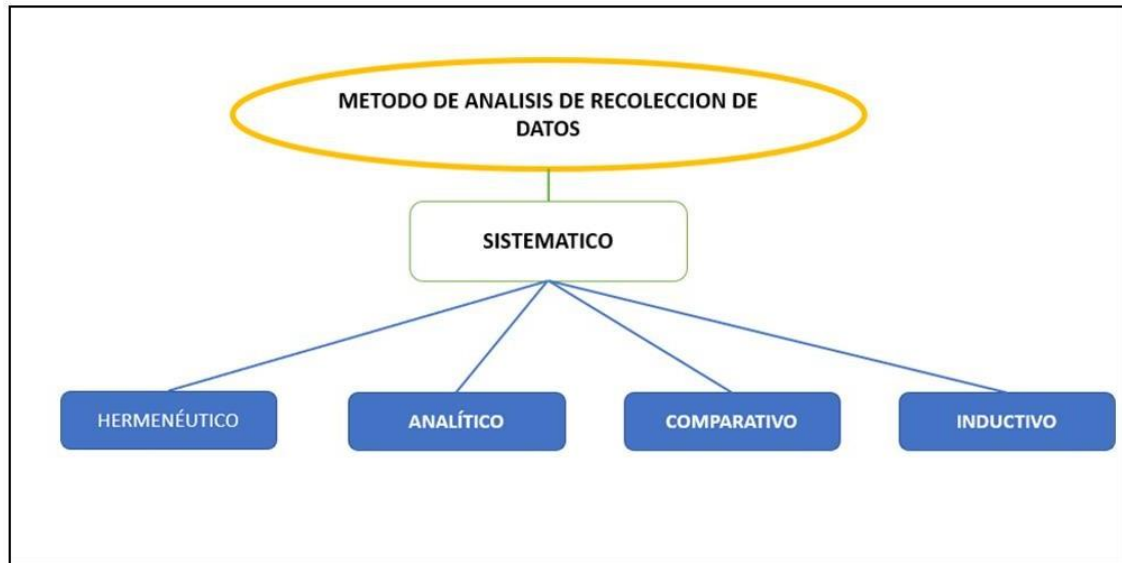 METODO DE ANALISIS DE RECOLECCION DE
DATOS
SISTEMATICO
HERMENÉUTICO
ANALÍTICO
COMPARATIVO
INDUCTIVO